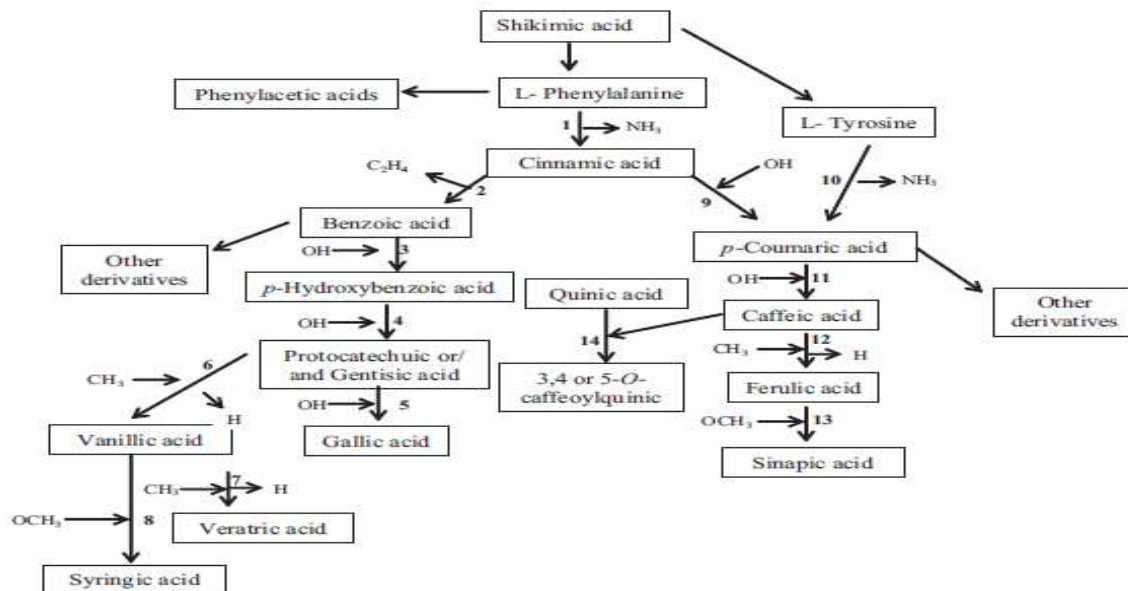 Shikimic acid
Phenylacetic acids
L- Phenylalanine
L- Tyrosine
1
NH₃
Cinnamic acid
C₂H₄
2
OH
9
10
NH₃
Benzoic acid
Other
derivatives
OH
3
p-Coumaric acid
p-Hydroxybenzoic acid
Quinic acid
OH
11
Other
derivatives
OH
4
Caffeic acid
Protocatechuic or/
and Gentisic acid
14
CH₃
12
H
6
CH₃
H
3,4 or 5-O-
caffeoylquinic
Ferulic acid
OH
5
OCH₃
13
Vanillic acid
Gallic acid
Sinapic acid
CH₃
7
H
OCH₃
8
Veratric acid
Syringic acid